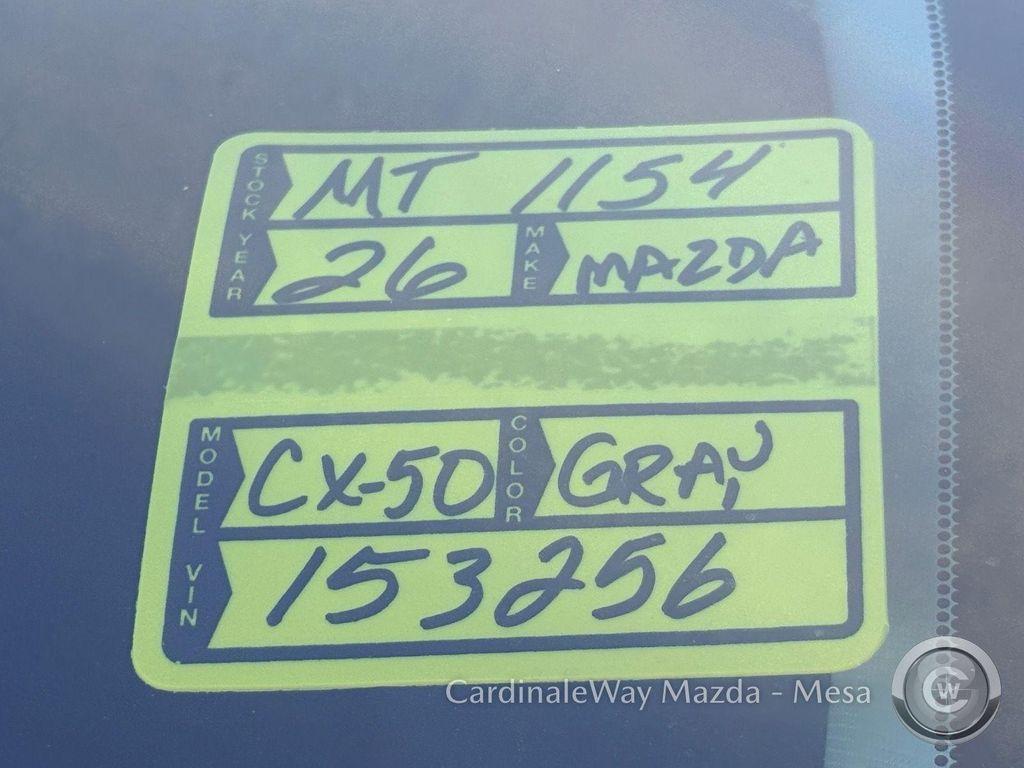 STOCK MT 1154
YEAR 26 MAKE MAZDA
MODEL CX-50 COLOR GRAY
VIN 153256
CardinaleWay Mazda - Mesa
CW